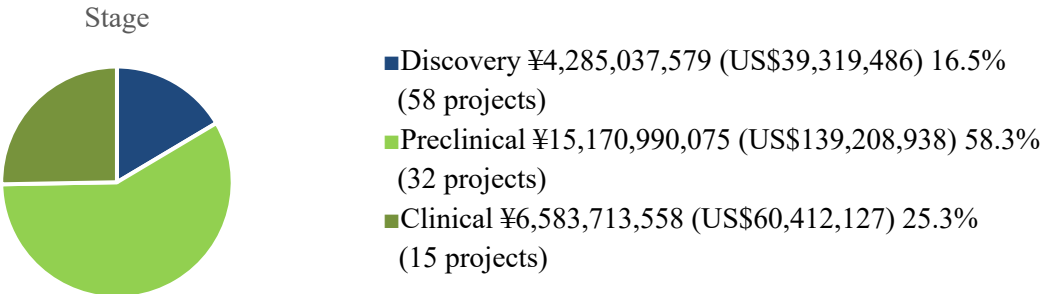 Stage
■Discovery ¥4,285,037,579 (US$39,319,486) 16.5%
(58 projects)
■Preclinical ¥15,170,990,075 (US$139,208,938) 58.3%
(32 projects)
■Clinical ¥6,583,713,558 (US$60,412,127) 25.3%
(15 projects)